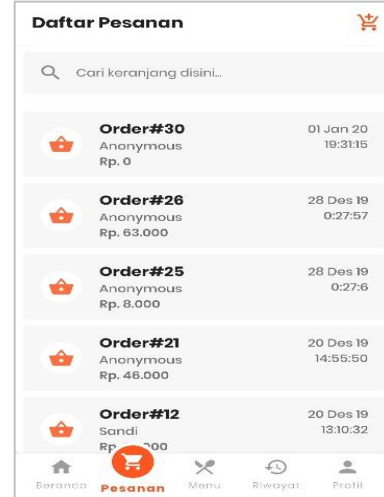 Daftar Pesanan
Cari keranjang disini...
Order#30
01 Jan 20
Anonymous
19:31:15
Rp. 0
Order#26
28 Des 19
Anonymous
0:27:57
Rp. 63.000
Order#25
28 Des 19
Anonymous
0:27:6
Rp. 8.000
Order#21
20 Des 19
Anonymous
14:55:50
Rp. 46.000
Order#12
20 Des 19
Sandi
13:10:32
Rp.
Beranda
Pesanan
Menu
Riwayat
Profil